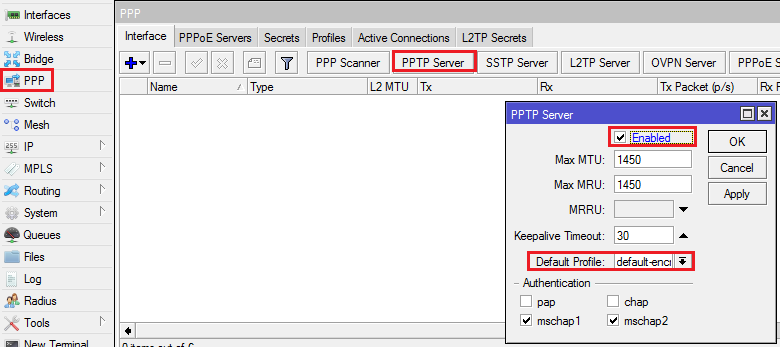 PPP
Interfaces
Wireless
Bridge
PPP
Switch
Mesh
IP
MPLS
Routing
System
Queues
Files
Log
Radius
Tools
New Terminal
Interface PPPoE Servers Secrets Profiles Active Connections L2TP Secrets
PPP Scanner PPTP Server SSTP Server L2TP Server OVPN Server PPPoE S
Name Type L2 MTU Tx Rx Tx Packet (p/s) Rx P
PPTP Server
Enabled
Max MTU: 1450
Max MRU: 1450
MRRU:
Keepalive Timeout: 30
Default Profile: default-encr
Authentication
pap chap
mschap1 mschap2
OK
Cancel
Apply
0 items out of 6